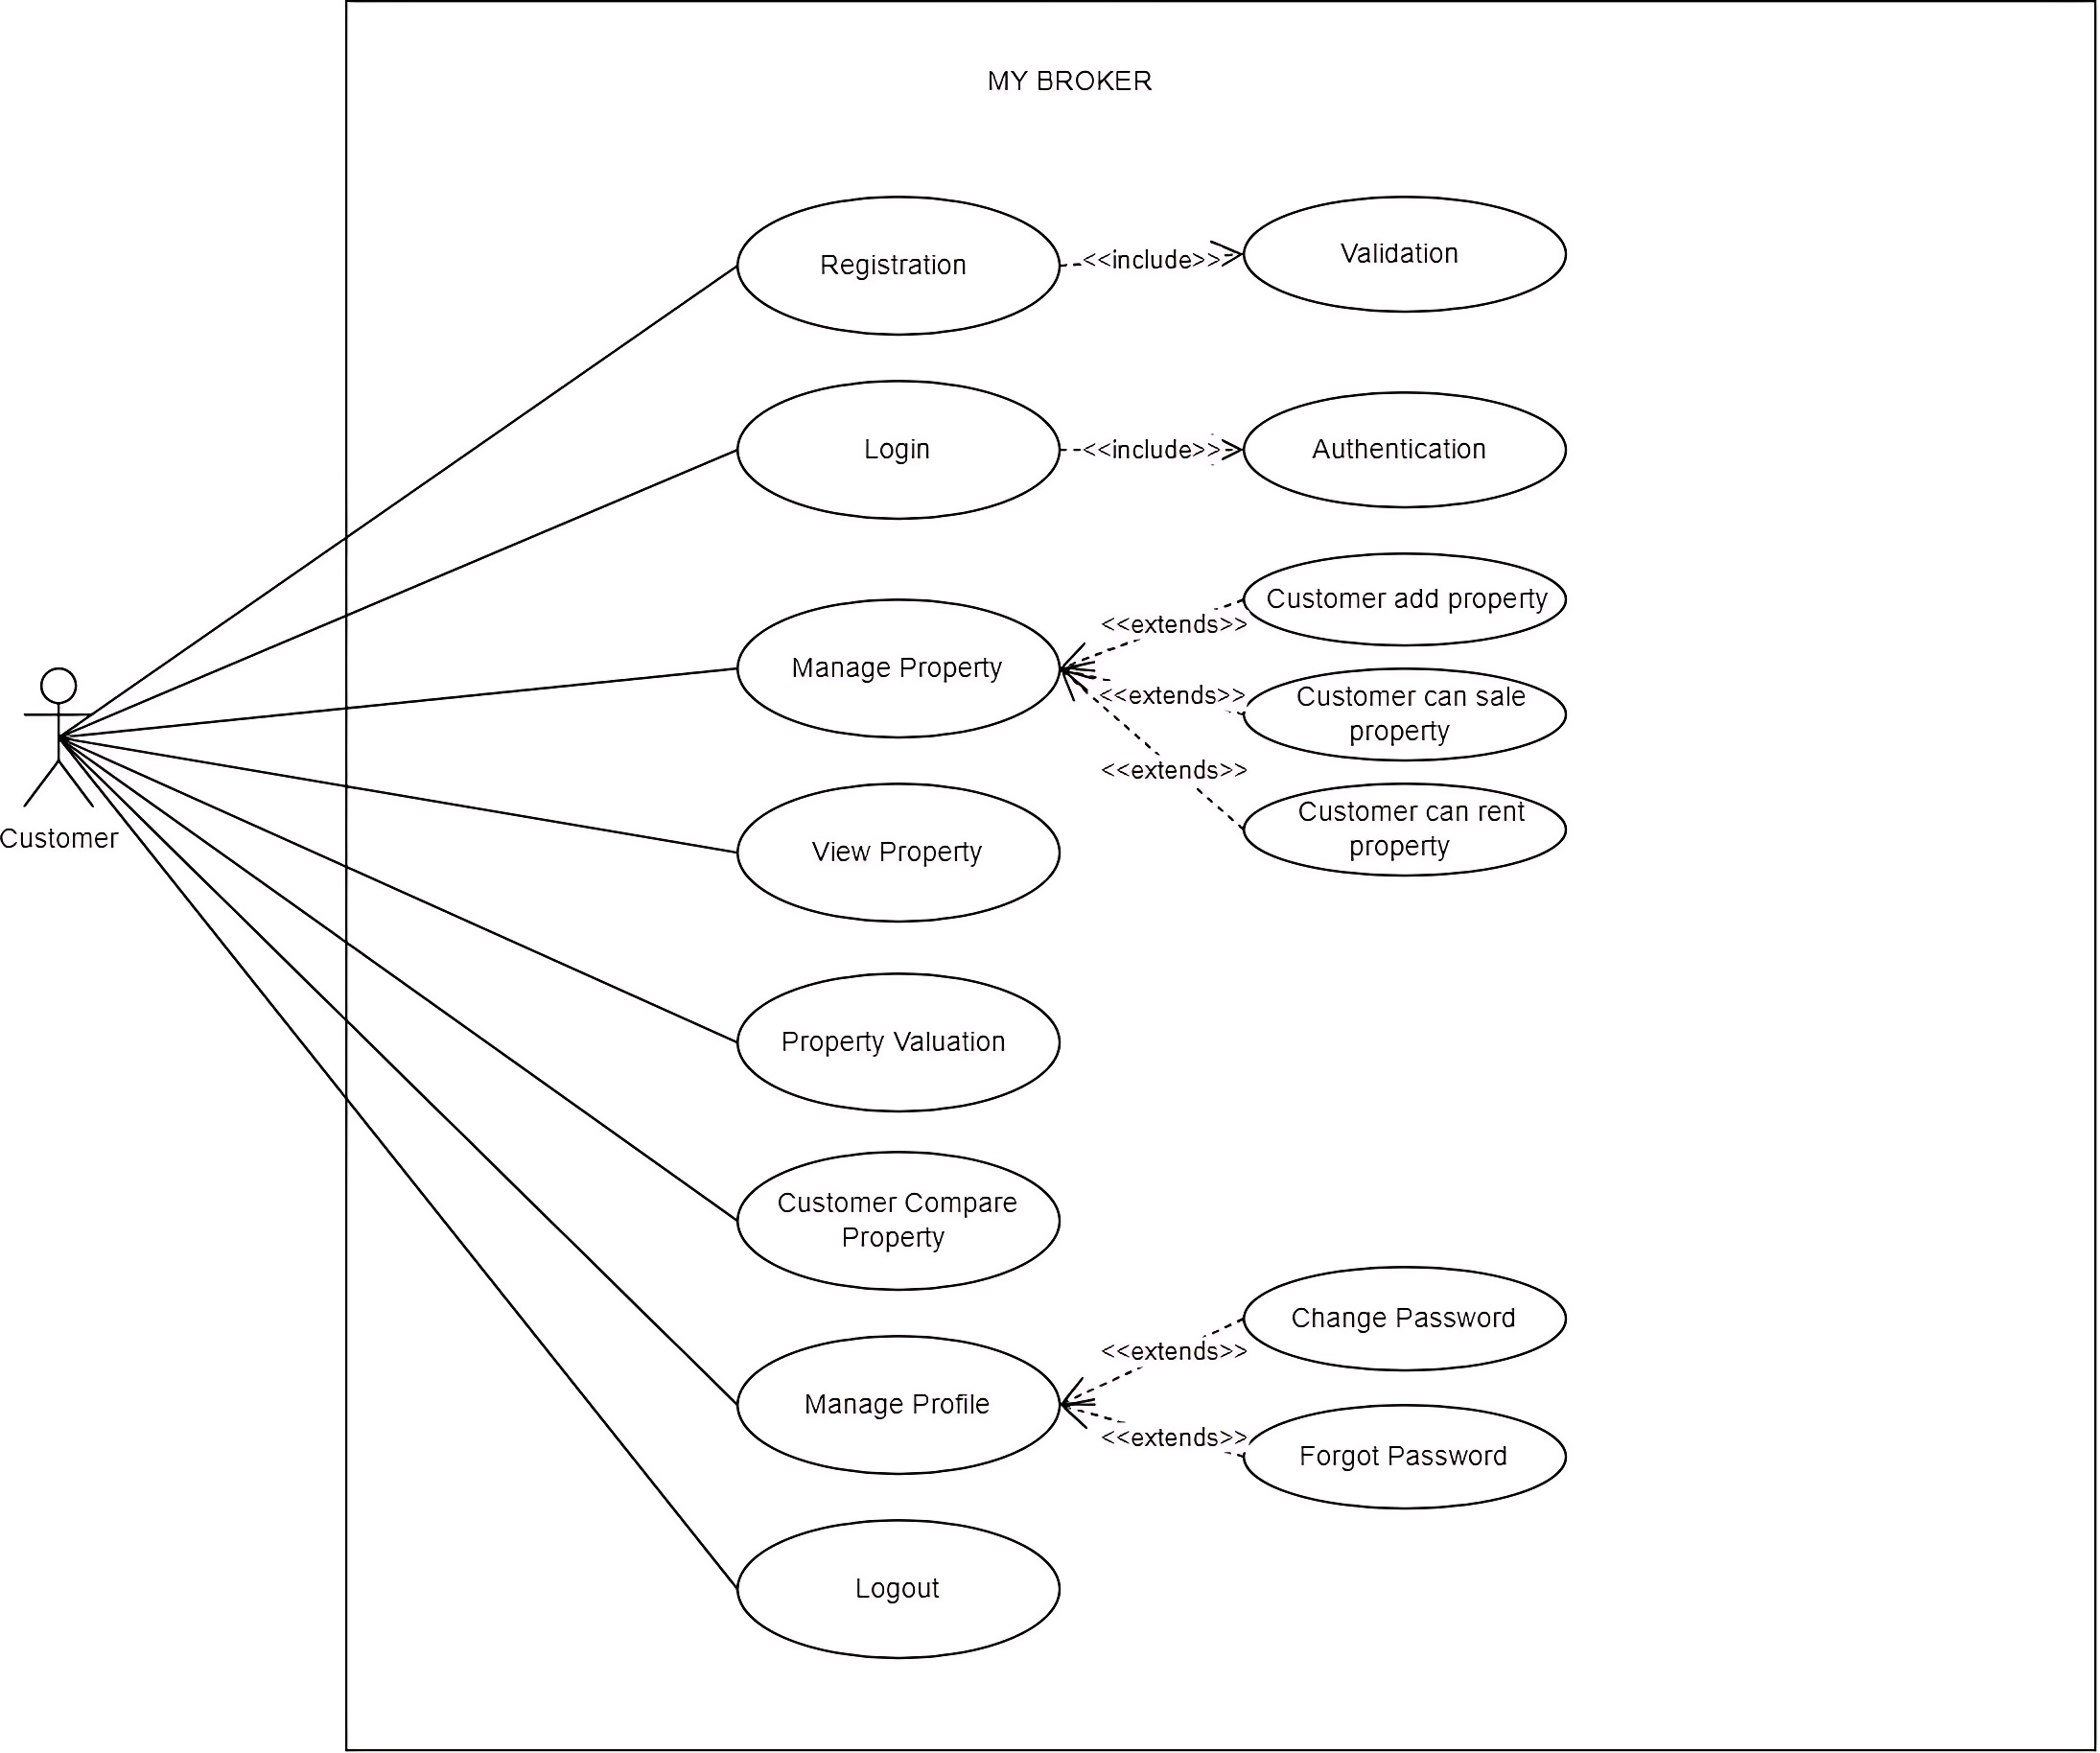 MY BROKER
Registration
<<include>>
Validation
Login
<<include>>
Authentication
Customer add property
<<extends>>
Manage Property
<<extends>>
Customer can sale
property
<<extends>>
Customer can rent
property
Customer
View Property
Property Valuation
Customer Compare
Property
Change Password
<<extends>>
Manage Profile
<<extends>>
Forgot Password
Logout